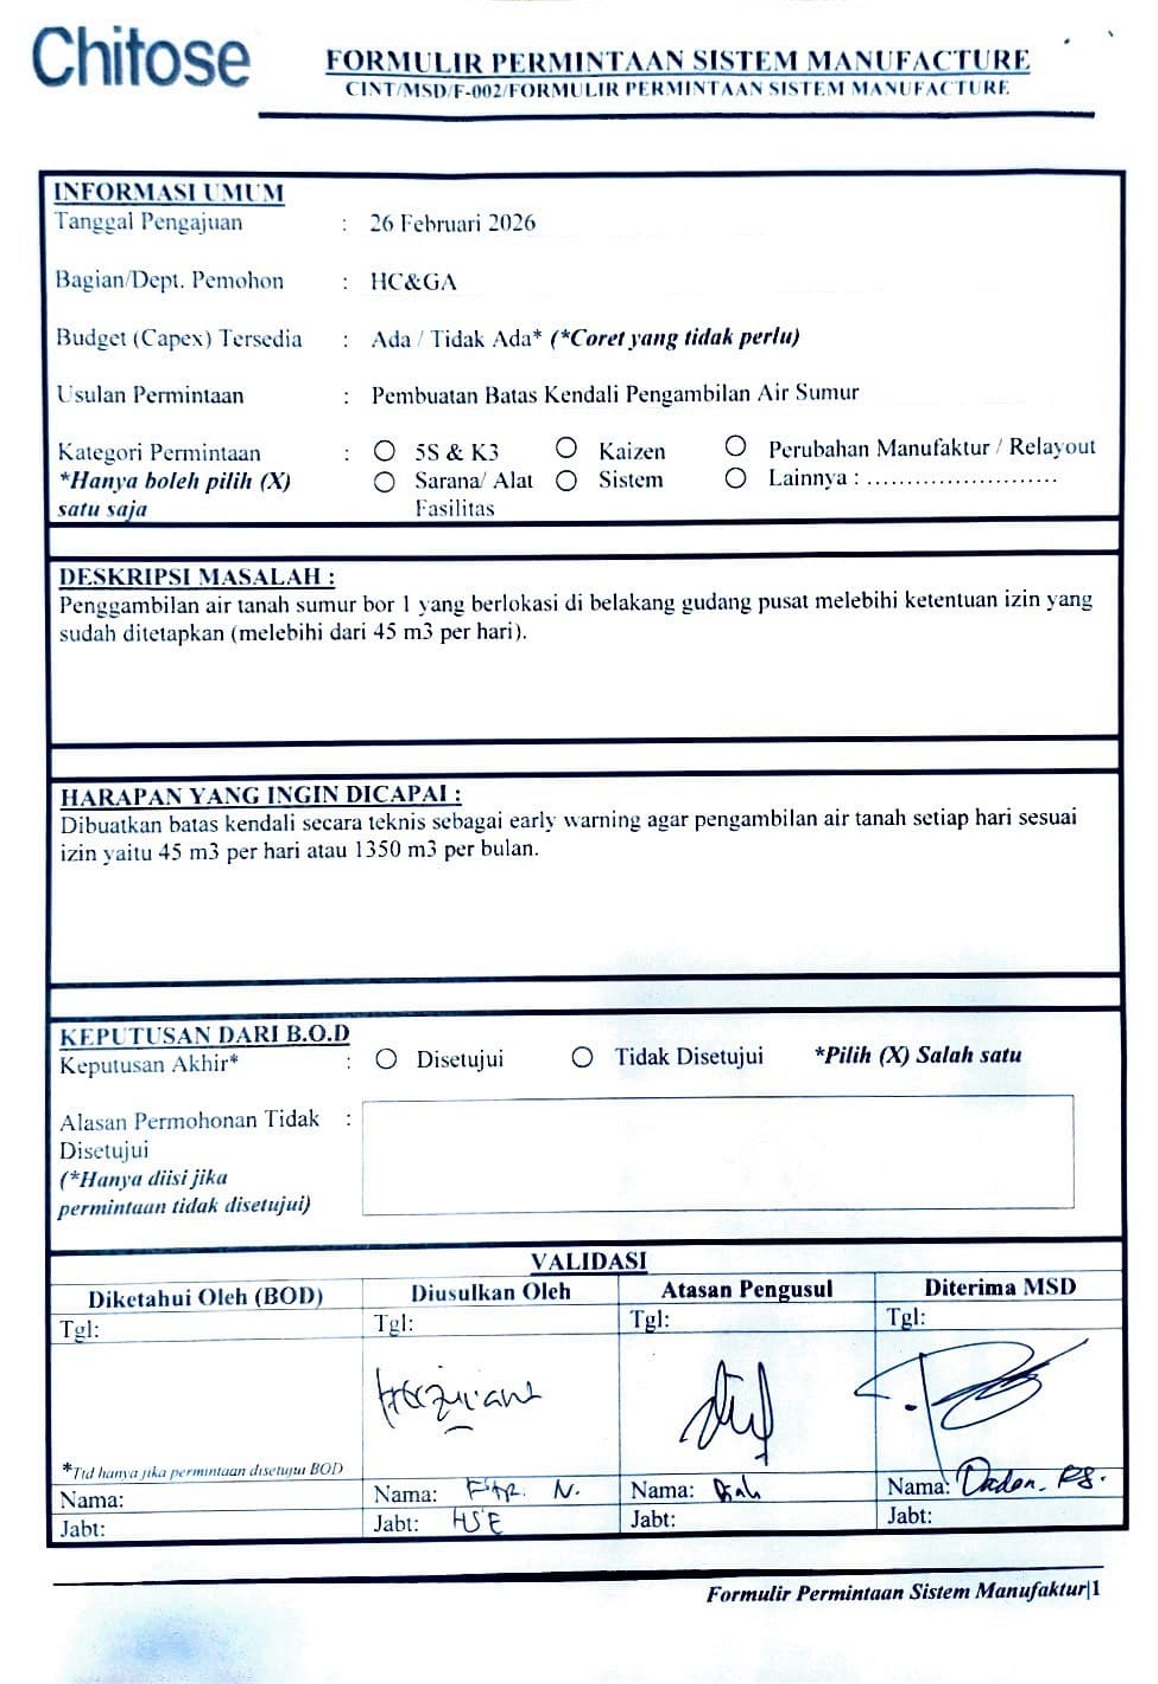 Chitose
FORMULIR PERMINTAAN SISTEM MANUFACTURE
CINT/MSD/F-002/FORMULIR PERMINTAAN SISTEM MANUFACTURE
INFORMASI UMUM
Tanggal Pengajuan : 26 Februari 2026
Bagian/Dept. Pemohon : HC&GA
Budget (Capex) Tersedia : Ada / Tidak Ada* (*Coret yang tidak perlu)
Usulan Permintaan : Pembuatan Batas Kendali Pengambilan Air Sumur
Kategori Permintaan : 5S & K3 Kaizen Perubahan Manufaktur / Relayout
*Hanya boleh pilih (X) Sarana/ Alat Sistem Lainnya : ........................
satu saja Fasilitas
DESKRIPSI MASALAH :
Penggambilan air tanah sumur bor 1 yang berlokasi di belakang gudang pusat melebihi ketentuan izin yang
sudah ditetapkan (melebihi dari 45 m3 per hari).
HARAPAN YANG INGIN DICAPAI :
Dibuatkan batas kendali secara teknis sebagai early warning agar pengambilan air tanah setiap hari sesuai
izin yaitu 45 m3 per hari atau 1350 m3 per bulan.
KEPUTUSAN DARI B.O.D
Keputusan Akhir* : Disetujui Tidak Disetujui *Pilih (X) Salah satu
Alasan Permohonan Tidak :
Disetujui
(*Hanya diisi jika
permintaan tidak disetujui)
VALIDASI
Diketahui Oleh (BOD) Diusulkan Oleh Atasan Pengusul Diterima MSD
Tgl: Tgl: Tgl: Tgl:
*Ttd hanya jika permintaan disetujui BOD
Nama: Nama: Fitr. N. Nama: Nama: Daden. RS.
Jabt: Jabt: HSE Jabt: Jabt:
Formulir Permintaan Sistem Manufaktur|1